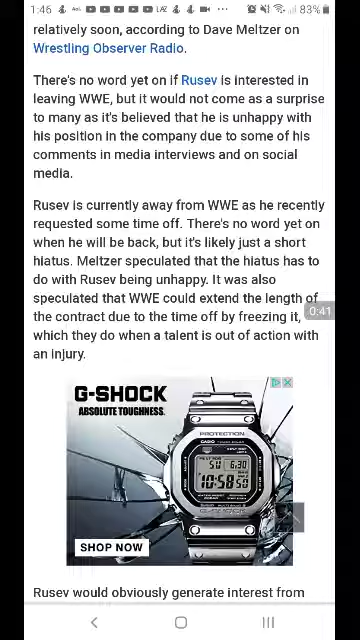 1:46
LAZ
83%
relatively soon, according to Dave Meltzer on
Wrestling Observer Radio.
There's no word yet on if Rusev is interested in
leaving WWE, but it would not come as a surprise
to many as it's believed that he is unhappy with
his position in the company due to some of his
comments in media interviews and on social
media.
Rusev is currently away from WWE as he recently
requested some time off. There's no word yet on
when he will be back, but it's likely just a short
hiatus. Meltzer speculated that the hiatus has to
do with Rusev being unhappy. It was also
speculated that WWE could extend the length of
the contract due to the time off by freezing it,
0:41
which they do when a talent is out of action with
an injury.
G-SHOCK
ABSOLUTE TOUGHNESS.
PROTECTION
CASIO
SU 6.30
10:58 50
G-SHOCK
SHOP NOW
Rusev would obviously generate interest from